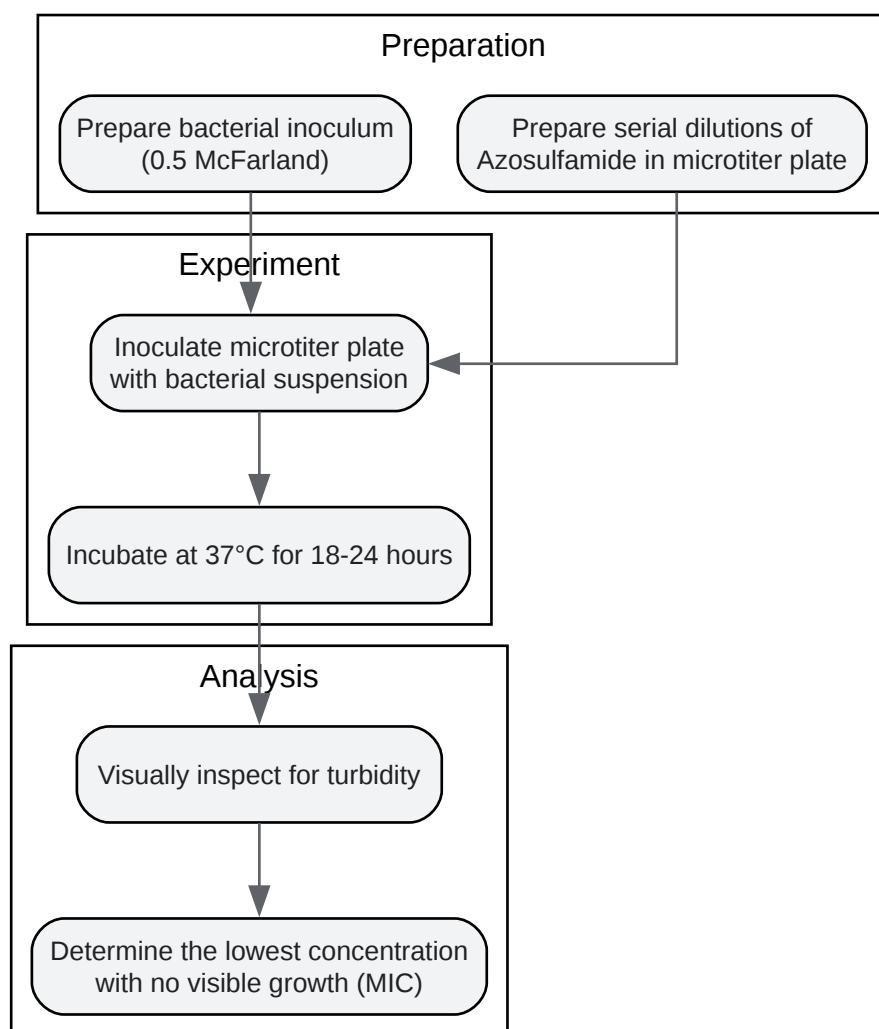 Preparation
Prepare bacterial inoculum
(0.5 McFarland)
Prepare serial dilutions of
Azosulfamide in microtiter plate
Experiment
Inoculate microtiter plate
with bacterial suspension
Incubate at 37°C for 18-24 hours
Analysis
Visually inspect for turbidity
Determine the lowest concentration
with no visible growth (MIC)